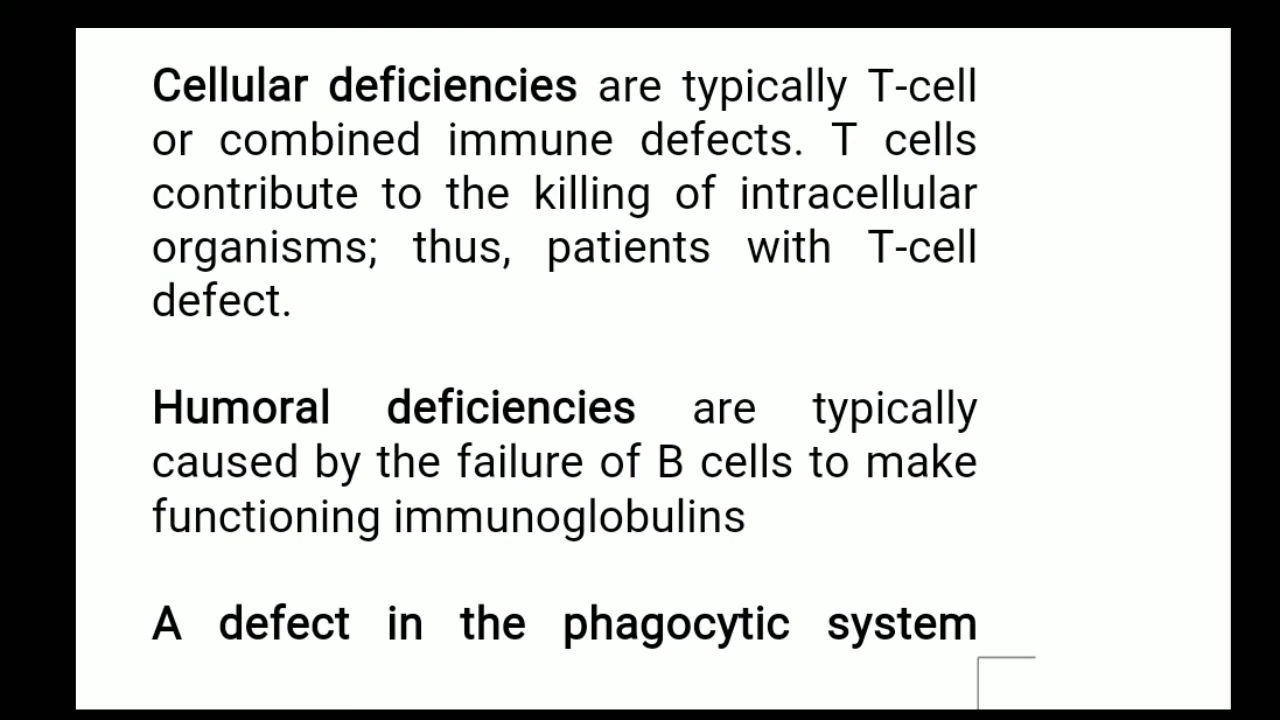 Cellular deficiencies are typically T-cell
or combined immune defects. T cells
contribute to the killing of intracellular
organisms; thus, patients with T-cell
defect.
Humoral deficiencies are typically
caused by the failure of B cells to make
functioning immunoglobulins
A defect in the phagocytic system